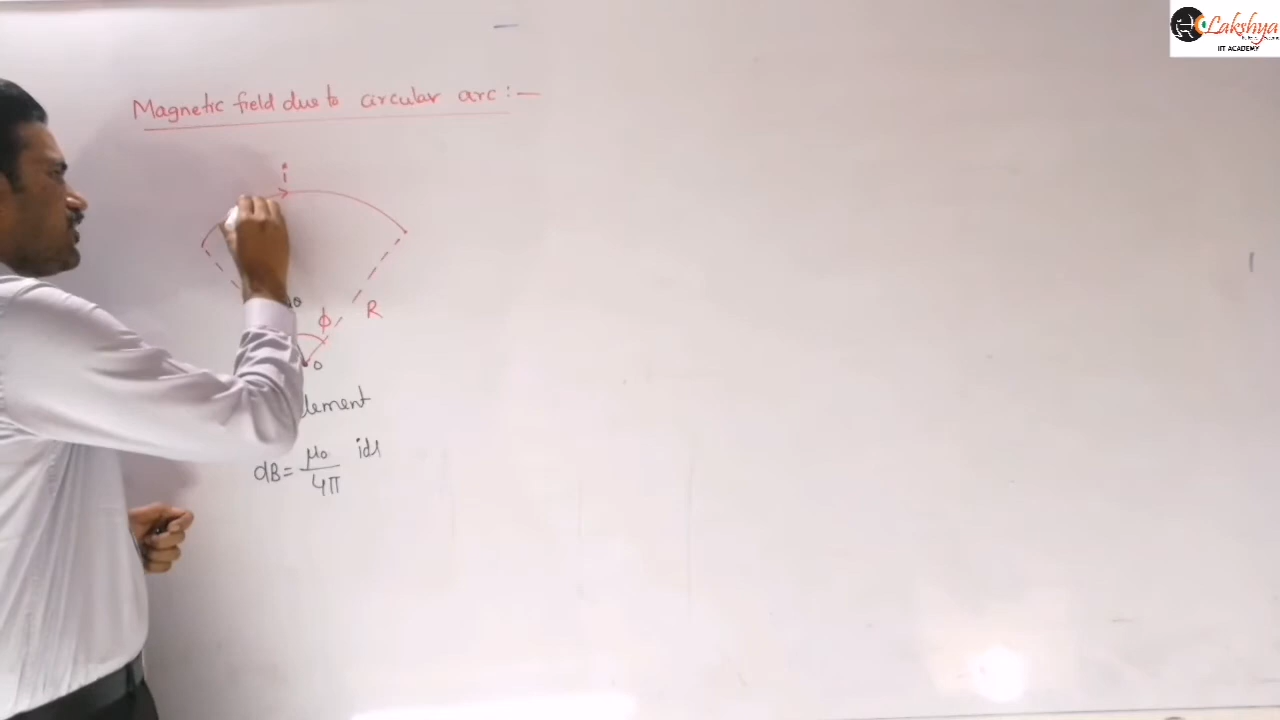 Lakshya
IIT ACADEMY
Magnetic field due to circular arc :—
i
θ
ϕ
R
O
lement
dB = μ₀/4π idl